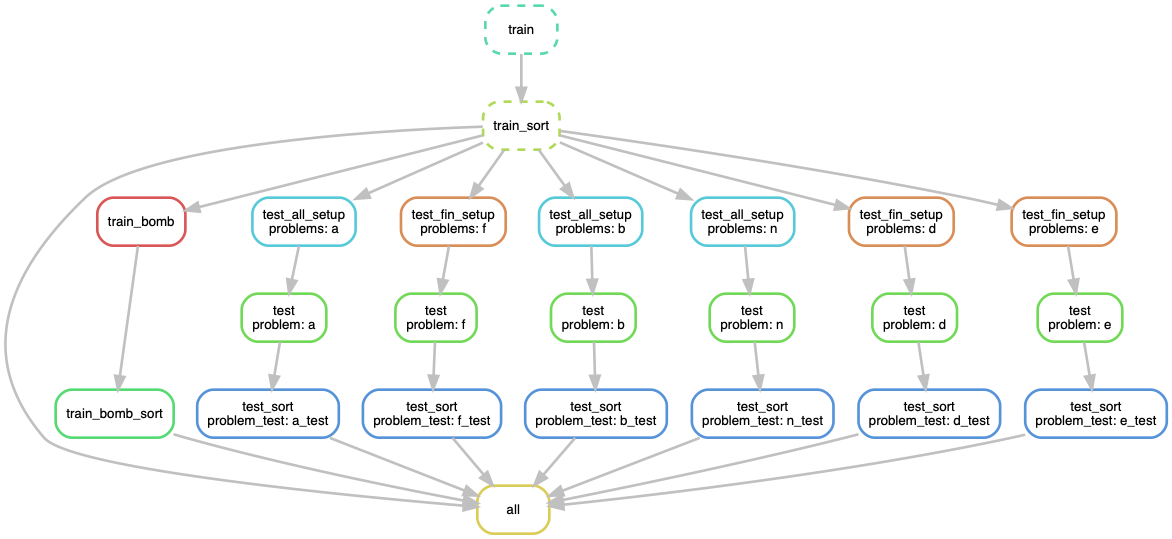 train
train_sort
train_bomb
test_all_setup
problems: a
test_fin_setup
problems: f
test_all_setup
problems: b
test_all_setup
problems: n
test_fin_setup
problems: d
test_fin_setup
problems: e
test
problem: a
test
problem: f
test
problem: b
test
problem: n
test
problem: d
test
problem: e
train_bomb_sort
test_sort
problem_test: a_test
test_sort
problem_test: f_test
test_sort
problem_test: b_test
test_sort
problem_test: n_test
test_sort
problem_test: d_test
test_sort
problem_test: e_test
all